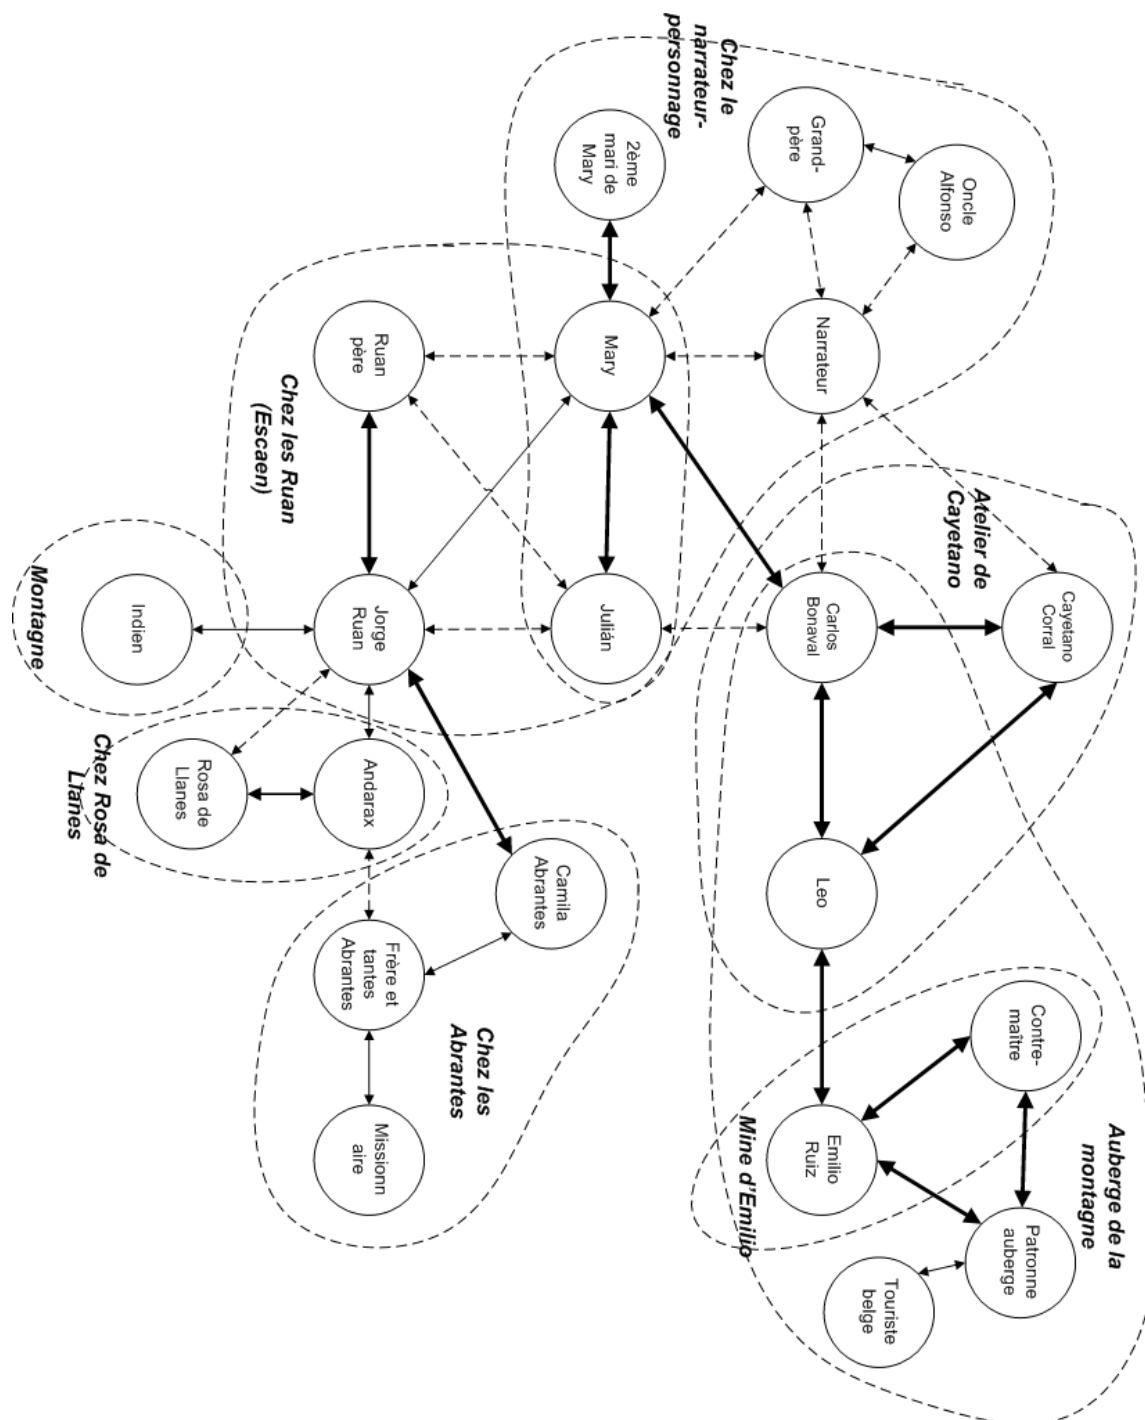 Auberge de la
montagne
Cayetano
Corral
Contre-
maître
Patronne
auberge
Atelier de
Cayetano
Oncle
Alfonso
Touriste
belge
Grand-
père
Narrateur
Carlos
Bonaval
Leo
Emilio
Ruiz
Mine d'Emilio
Chez le
narrateur-
personnage
2ème
mari de
Mary
Mary
Julián
Camila
Abrantes
Chez les
Abrantes
Ruan
père
Jorge
Ruan
Andarax
Frère et
tantes
Abrantes
Missionn
aire
Chez les Ruan
(Escaen)
Rosa de
Llanes
Indien
Chez Rosa de
Llanes
Montagne